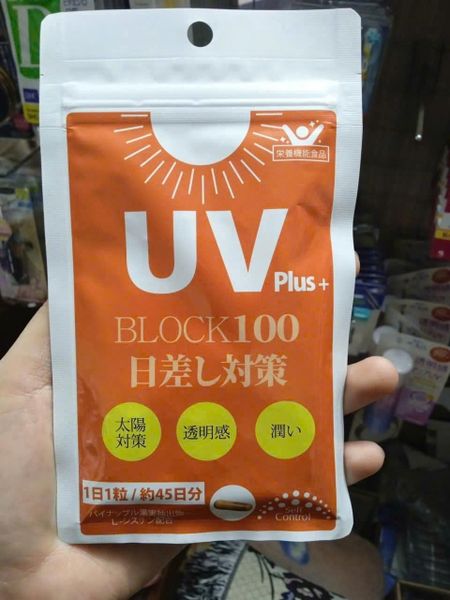 栄養機能食品
UV
Plus+
BLOCK100
日差し対策
太陽
対策
透明感
潤い
1日1粒 / 約45日分
パイナップル果実抽出物
L-シスチン配合
Self
Control